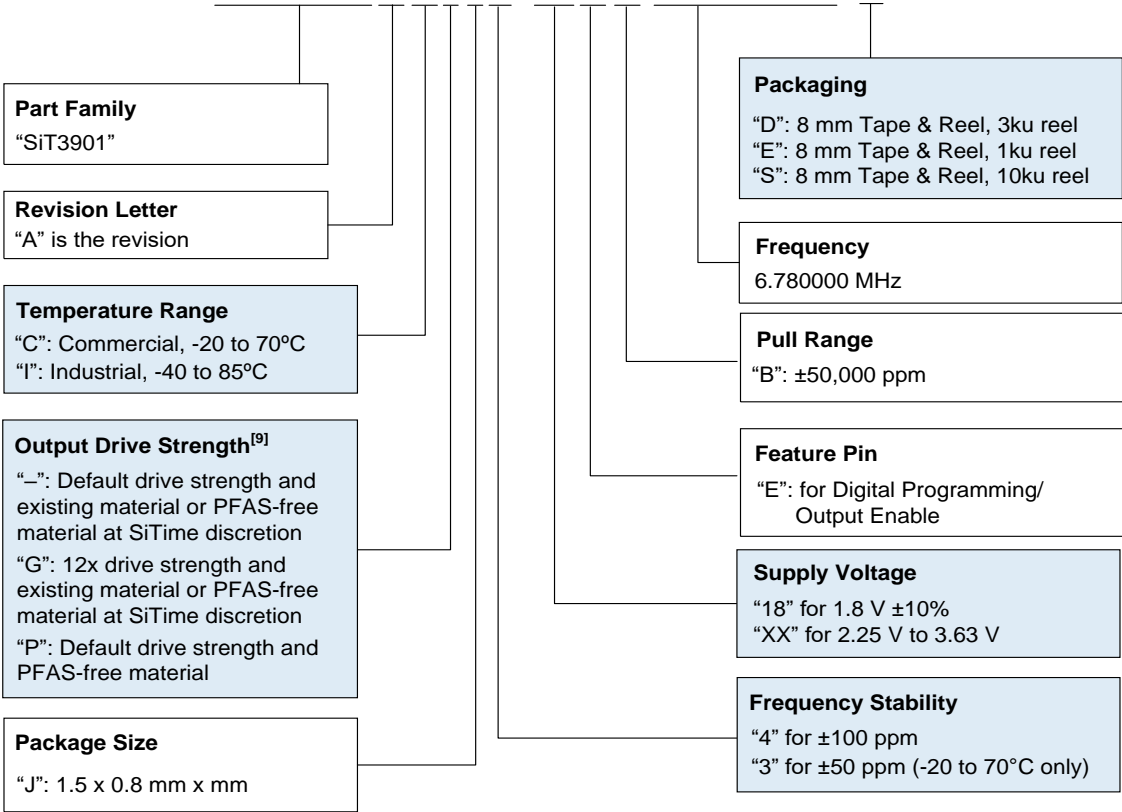 Part Family
“SiT3901”
Revision Letter
“A” is the revision
Temperature Range
“C”: Commercial, -20 to 70ºC
“I”: Industrial, -40 to 85ºC
Output Drive Strength[9]
“–”: Default drive strength and
existing material or PFAS-free
material at SiTime discretion
“G”: 12x drive strength and
existing material or PFAS-free
material at SiTime discretion
“P”: Default drive strength and
PFAS-free material
Package Size
“J”: 1.5 x 0.8 mm x mm
Packaging
“D”: 8 mm Tape & Reel, 3ku reel
“E”: 8 mm Tape & Reel, 1ku reel
“S”: 8 mm Tape & Reel, 10ku reel
Frequency
6.780000 MHz
Pull Range
“B”: ±50,000 ppm
Feature Pin
“E”: for Digital Programming/
Output Enable
Supply Voltage
“18” for 1.8 V ±10%
“XX” for 2.25 V to 3.63 V
Frequency Stability
“4” for ±100 ppm
“3” for ±50 ppm (-20 to 70°C only)